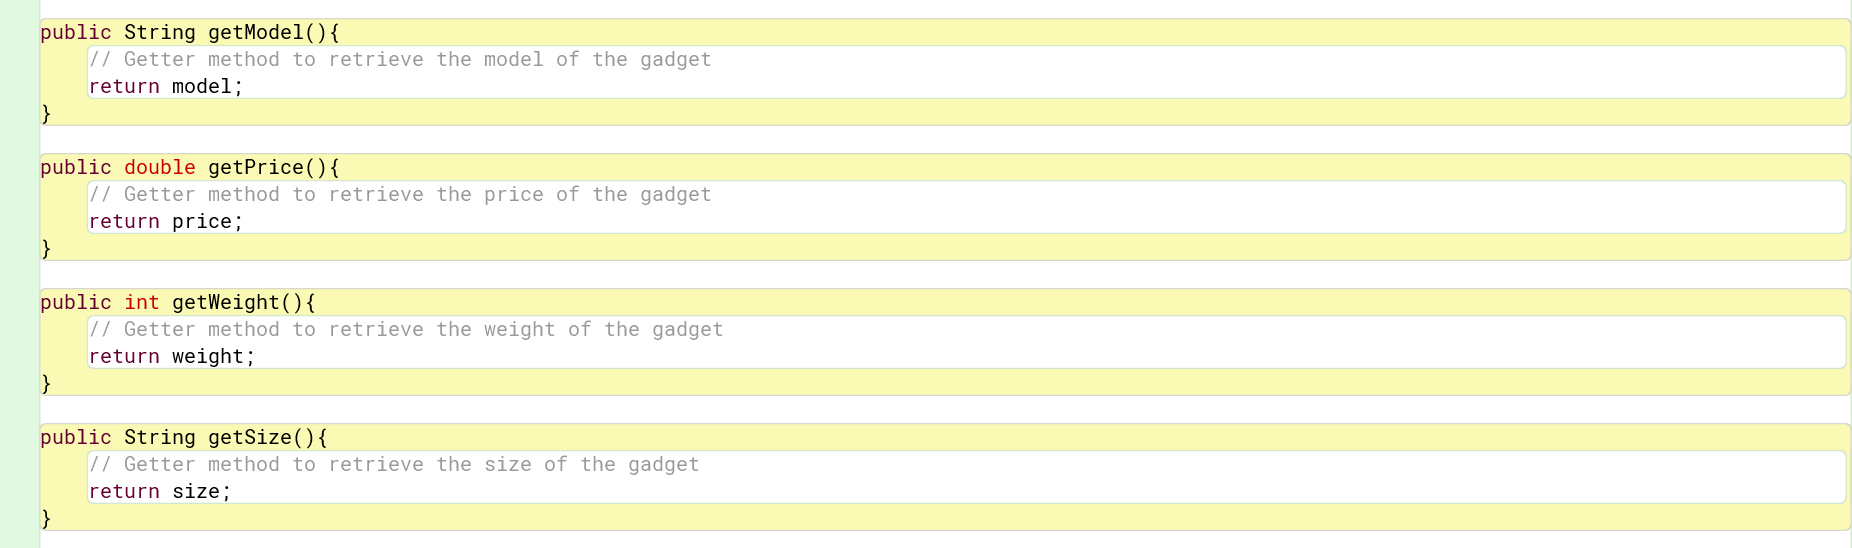 public String getModel(){
// Getter method to retrieve the model of the gadget
return model;
}
public double getPrice(){
// Getter method to retrieve the price of the gadget
return price;
}
public int getWeight(){
// Getter method to retrieve the weight of the gadget
return weight;
}
public String getSize(){
// Getter method to retrieve the size of the gadget
return size;
}